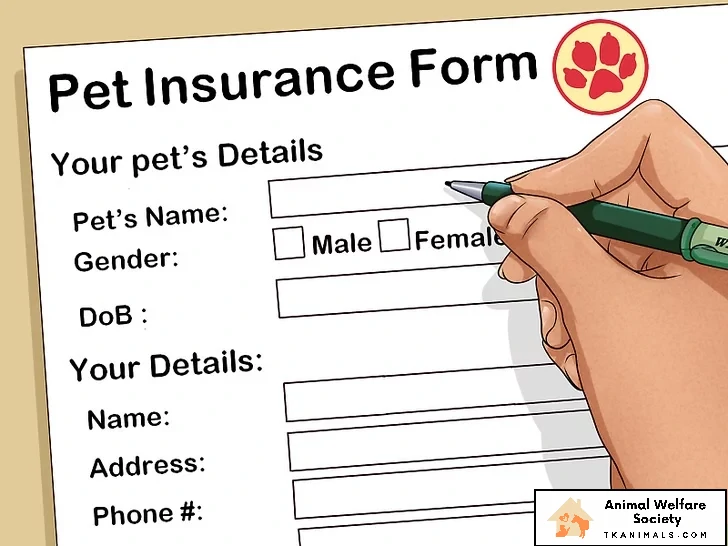 Pet Insurance Form
Your pet's Details
Pet's Name:
Gender:
Male
Female
DoB :
Your Details:
Name:
Address:
Phone #:
Animal Welfare
Society
TKANIMALS.COM